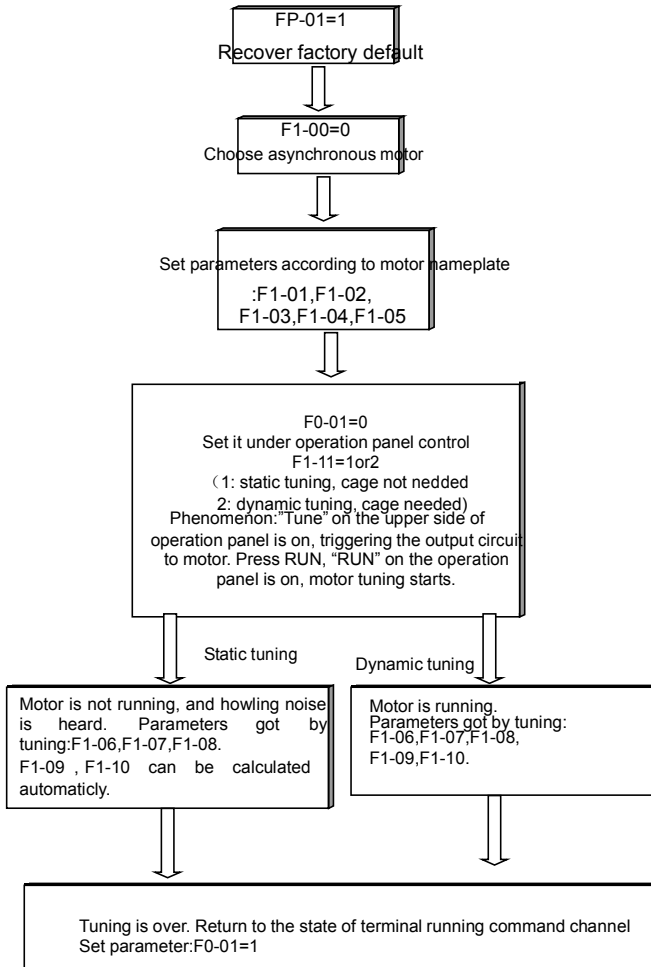 FP-01=1
Recover factory default
F1-00=0
Choose asynchronous motor
Set parameters according to motor nameplate
:F1-01,F1-02,
F1-03,F1-04,F1-05
F0-01=0
Set it under operation panel control
F1-11=1or2
（1: static tuning, cage not nedded
2: dynamic tuning, cage needed)
Phenomenon:"Tune" on the upper side of
operation panel is on, triggering the output circuit
to motor. Press RUN, “RUN” on the operation
panel is on, motor tuning starts.
Static tuning
Dynamic tuning
Motor is not running, and howling noise
is heard. Parameters got by
tuning:F1-06,F1-07,F1-08.
F1-09 , F1-10 can be calculated
automaticly.
Motor is running.
Parameters got by tuning:
F1-06,F1-07,F1-08,
F1-09,F1-10.
Tuning is over. Return to the state of terminal running command channel
Set parameter:F0-01=1